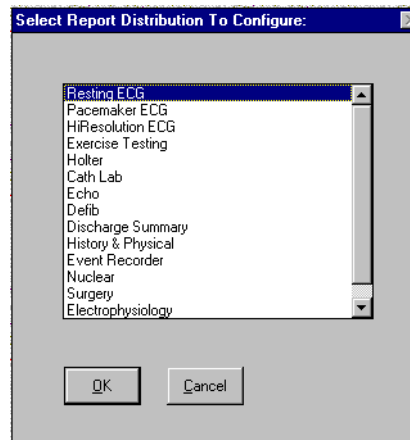 Select Report Distribution To Configure:
Resting ECG
Pacemaker ECG
HiResolution ECG
Exercise Testing
Holter
Cath Lab
Echo
Defib
Discharge Summary
History & Physical
Event Recorder
Nuclear
Surgery
Electrophysiology
OK
Cancel